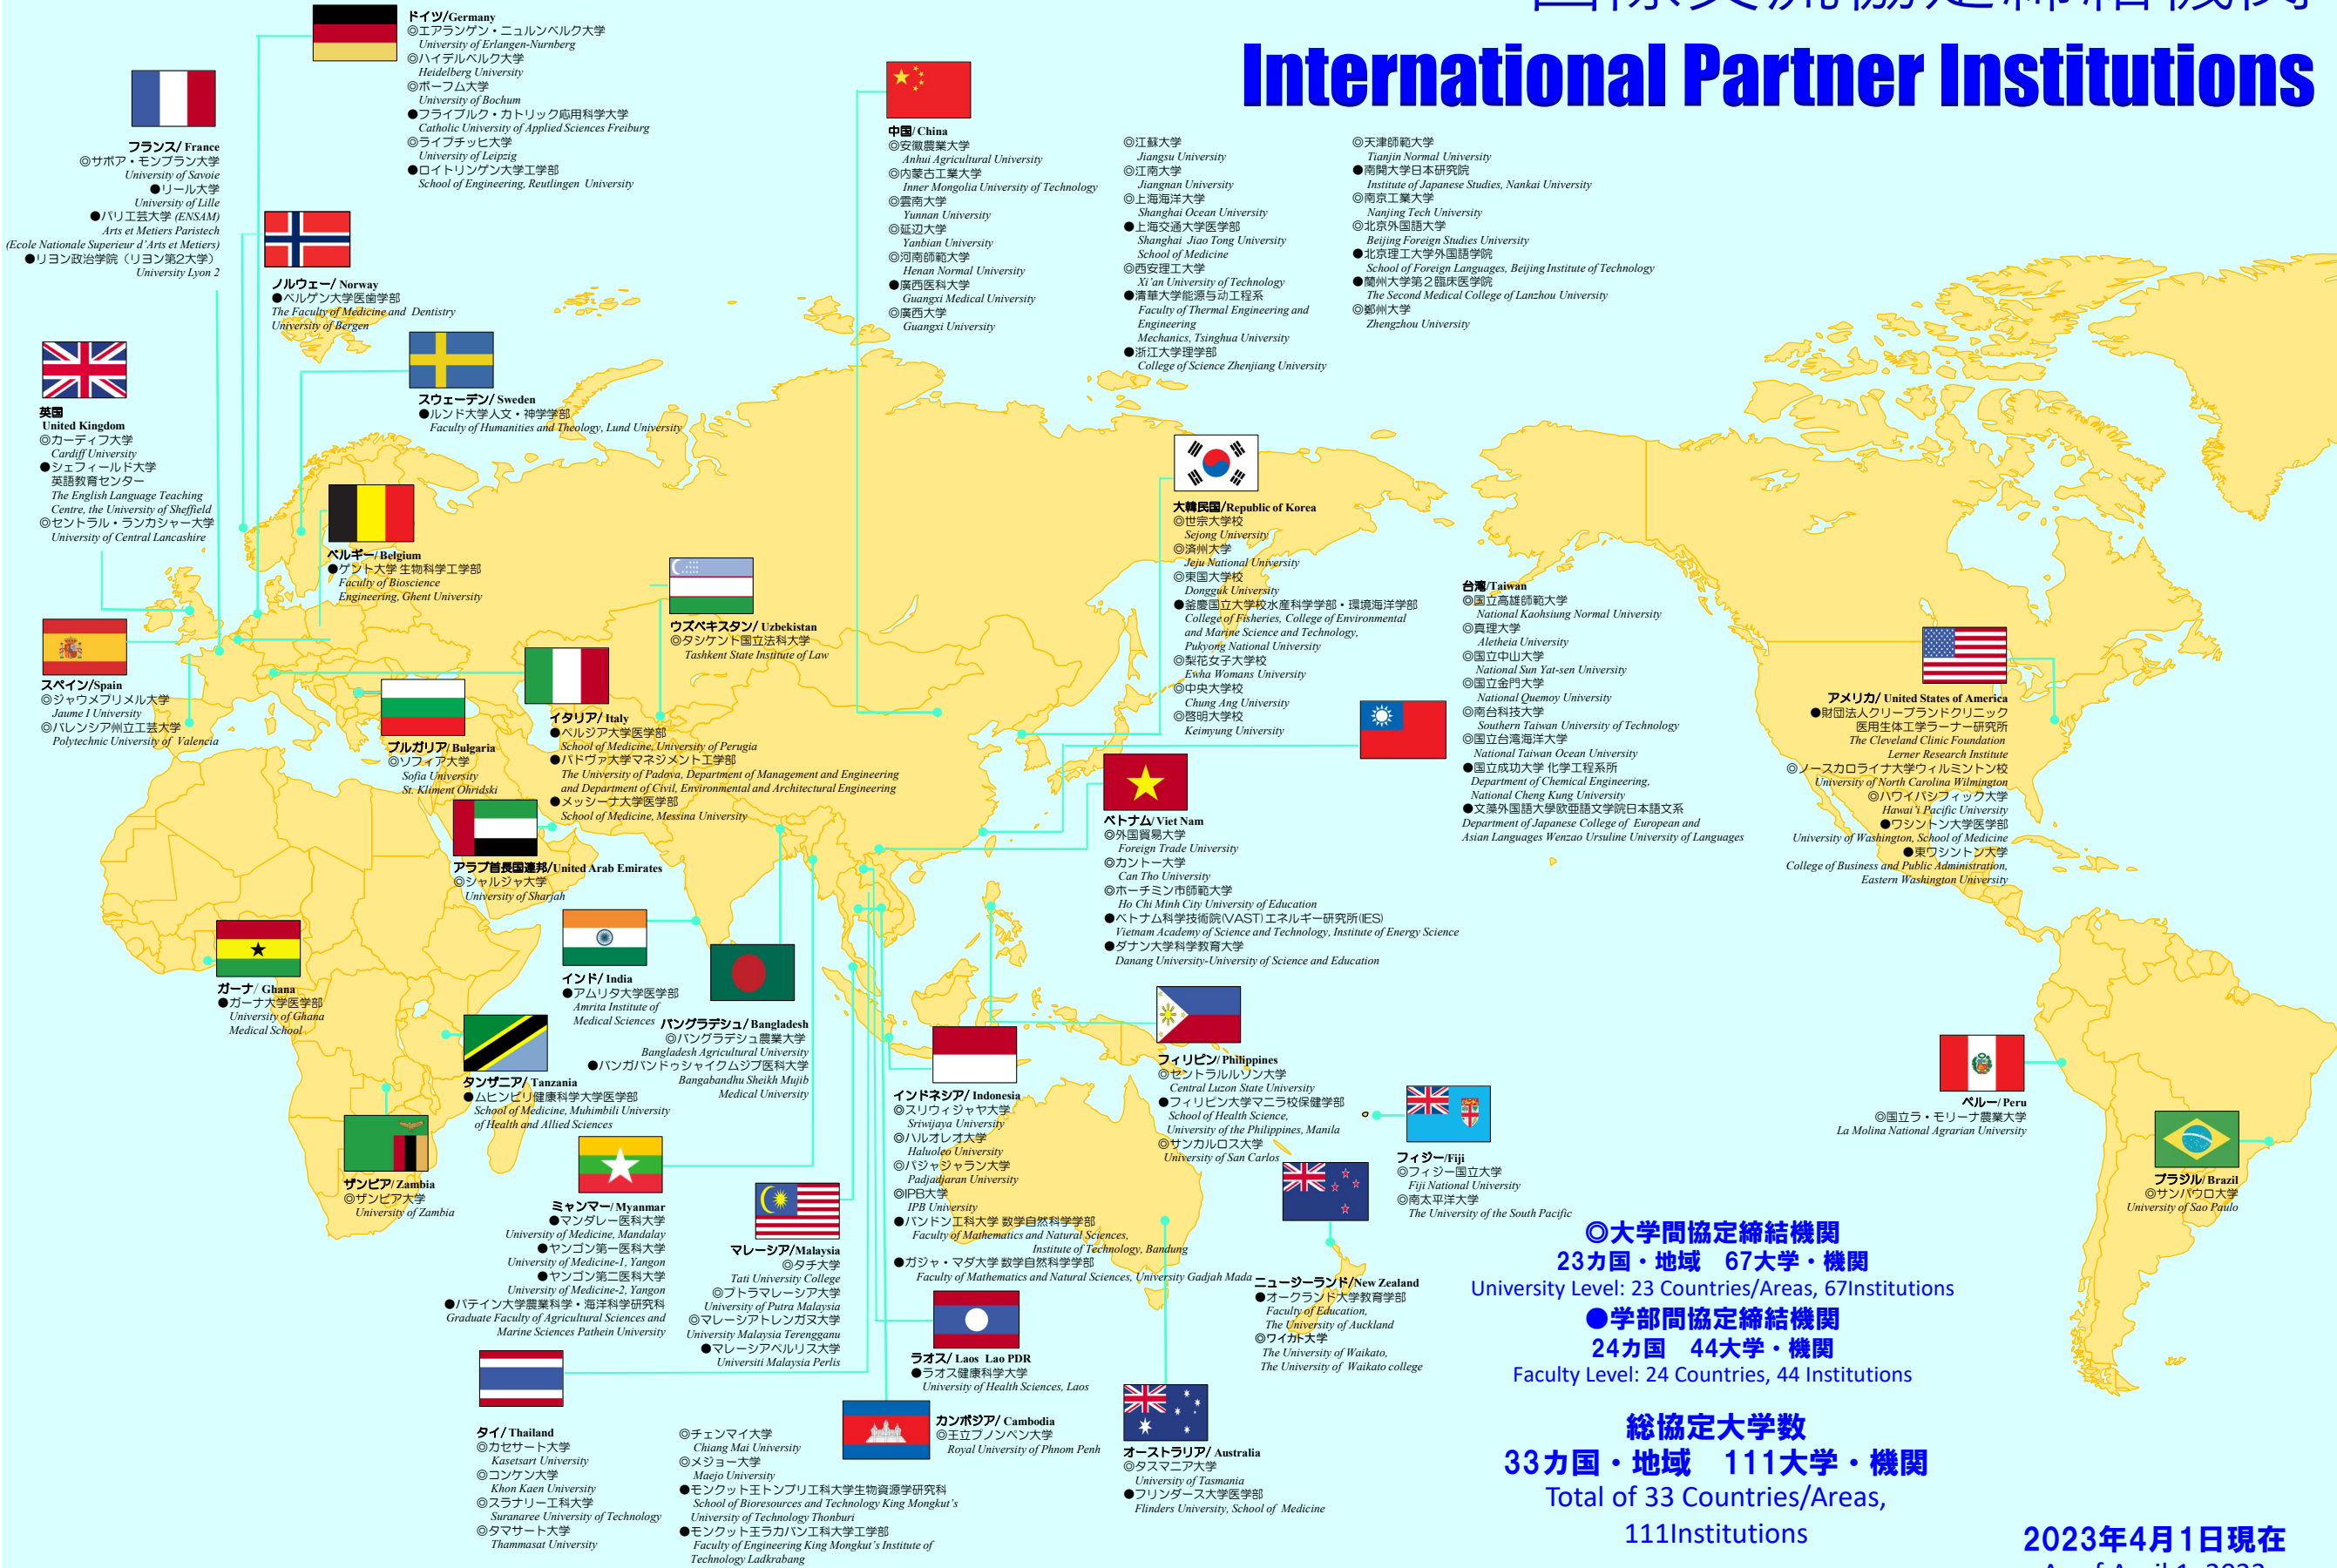 International Partner Institutions
ドイツ/Germany
◎エアランゲン・ニュルンベルク大学
University of Erlangen-Nurnberg
◎ハイデルベルク大学
Heidelberg University
◎ボーフム大学
University of Bochum
●フライブルク・カトリック応用科学大学
Catholic University of Applied Sciences Freiburg
◎ライプチッヒ大学
University of Leipzig
●ロイトリンゲン大学工学部
School of Engineering, Reutlingen University
フランス/ France
◎サボア・モンブラン大学
University of Savoie
●リール大学
University of Lille
●パリ工芸大学 (ENSAM)
Arts et Metiers Paristech
(Ecole Nationale Superieur d'Arts et Metiers)
●リヨン政治学院（リヨン第2大学）
University Lyon 2
ノルウェー/ Norway
●ベルゲン大学医歯学部
The Faculty of Medicine and Dentistry
University of Bergen
スウェーデン/ Sweden
●ルンド大学人文・神学学部
Faculty of Humanities and Theology, Lund University
英国
United Kingdom
◎カーディフ大学
Cardiff University
●シェフィールド大学
英語教育センター
The English Language Teaching
Centre, the University of Sheffield
◎セントラル・ランカシャー大学
University of Central Lancashire
ベルギー/ Belgium
●ゲント大学 生物科学工学部
Faculty of Bioscience
Engineering, Ghent University
スペイン/Spain
◎ジャウメプリメル大学
Jaume I University
◎バレンシア州立工芸大学
Polytechnic University of Valencia
ブルガリア/ Bulgaria
◎ソフィア大学
Sofia University
St. Kliment Ohridski
ウズベキスタン/ Uzbekistan
◎タシケント国立法科大学
Tashkent State Institute of Law
イタリア/ Italy
●ペルジア大学医学部
School of Medicine, University of Perugia
●パドヴァ大学マネジメント工学部
The University of Padova, Department of Management and Engineering
and Department of Civil, Environmental and Architectural Engineering
●メッシーナ大学医学部
School of Medicine, Messina University
アラブ首長国連邦/United Arab Emirates
◎シャルジャ大学
University of Sharjah
中国/ China
◎安徽農業大学
Anhui Agricultural University
◎内蒙古工業大学
Inner Mongolia University of Technology
◎雲南大学
Yunnan University
◎延辺大学
Yanbian University
◎河南師範大学
Henan Normal University
●廣西医科大学
Guangxi Medical University
◎廣西大学
Guangxi University
◎江蘇大学
Jiangsu University
◎江南大学
Jiangnan University
◎上海海洋大学
Shanghai Ocean University
●上海交通大学医学部
Shanghai Jiao Tong University
School of Medicine
◎西安理工大学
Xi'an University of Technology
●清華大学能源与动工程系
Faculty of Thermal Engineering and
Engineering
Mechanics, Tsinghua University
●浙江大学理学部
College of Science Zhenjiang University
◎天津師範大学
Tianjin Normal University
●南開大学日本研究院
Institute of Japanese Studies, Nankai University
◎南京工業大学
Nanjing Tech University
◎北京外国語大学
Beijing Foreign Studies University
●北京理工大学外国語学院
School of Foreign Languages, Beijing Institute of Technology
●蘭州大学第２臨床医学院
The Second Medical College of Lanzhou University
◎鄭州大学
Zhengzhou University
大韓民国/Republic of Korea
◎世宗大学校
Sejong University
◎済州大学
Jeju National University
◎東国大学校
Dongguk University
●釜慶国立大学校水産科学学部・環境海洋学部
College of Fisheries, College of Environmental
and Marine Science and Technology,
Pukyong National University
◎梨花女子大学校
Ewha Womans University
◎中央大学校
Chung Ang University
◎啓明大学校
Keimyung University
台湾/Taiwan
◎国立高雄師範大学
National Kaohsiung Normal University
◎真理大学
Aletheia University
◎国立中山大学
National Sun Yat-sen University
◎国立金門大学
National Quemoy University
◎南台科技大学
Southern Taiwan University of Technology
◎国立台湾海洋大学
National Taiwan Ocean University
●国立成功大学 化学工程系所
Department of Chemical Engineering,
National Cheng Kung University
●文藻外国語大學欧亜語文学院日本語文系
Department of Japanese College of European and
Asian Languages Wenzao Ursuline University of Languages
アメリカ/ United States of America
●財団法人クリーブランドクリニック
医用生体工学ラーナー研究所
The Cleveland Clinic Foundation
Lerner Research Institute
◎ノースカロライナ大学ウィルミントン校
University of North Carolina Wilmington
◎ハワイパシフィック大学
Hawai'i Pacific University
●ワシントン大学医学部
University of Washington, School of Medicine
●東ワシントン大学
College of Business and Public Administration,
Eastern Washington University
ベトナム/ Viet Nam
◎外国貿易大学
Foreign Trade University
◎カントー大学
Can Tho University
◎ホーチミン市師範大学
Ho Chi Minh City University of Education
●ベトナム科学技術院(VAST)エネルギー研究所(IES)
Vietnam Academy of Science and Technology, Institute of Energy Science
●ダナン大学科学教育大学
Danang University-University of Science and Education
ガーナ/ Ghana
●ガーナ大学医学部
University of Ghana
Medical School
インド/ India
●アムリタ大学医学部
Amrita Institute of
Medical Sciences
バングラデシュ/ Bangladesh
◎バングラデシュ農業大学
Bangladesh Agricultural University
●バンガバンドゥシャイクムジブ医科大学
Bangabandhu Sheikh Mujib
Medical University
タンザニア/ Tanzania
●ムヒンビリ健康科学大学医学部
School of Medicine, Muhimbili University
of Health and Allied Sciences
ザンビア/ Zambia
◎ザンビア大学
University of Zambia
ミャンマー/ Myanmar
●マンダレー医科大学
University of Medicine, Mandalay
●ヤンゴン第一医科大学
University of Medicine-1, Yangon
●ヤンゴン第二医科大学
University of Medicine-2, Yangon
●パテイン大学農業科学・海洋科学研究科
Graduate Faculty of Agricultural Sciences and
Marine Sciences Pathein University
マレーシア/Malaysia
◎タチ大学
Tati University College
◎プトラマレーシア大学
University of Putra Malaysia
◎マレーシアトレンガヌ大学
University Malaysia Terengganu
●マレーシアペルリス大学
Universiti Malaysia Perlis
インドネシア/ Indonesia
◎スリウィジャヤ大学
Sriwijaya University
◎ハルオレオ大学
Haluoleo University
◎パジャジャラン大学
Padjadjaran University
◎IPB大学
IPB University
●バンドン工科大学 数学自然科学学部
Faculty of Mathematics and Natural Sciences,
Institute of Technology, Bandung
●ガジャ・マダ大学 数学自然科学学部
Faculty of Mathematics and Natural Sciences, University Gadjah Mada
フィリピン/ Philippines
◎セントラルルソン大学
Central Luzon State University
●フィリピン大学マニラ校保健学部
School of Health Science,
University of the Philippines, Manila
◎サンカルロス大学
University of San Carlos
フィジー/Fiji
◎フィジー国立大学
Fiji National University
◎南太平洋大学
The University of the South Pacific
ペルー/ Peru
◎国立ラ・モリーナ農業大学
La Molina National Agrarian University
ブラジル/ Brazil
◎サンパウロ大学
University of Sao Paulo
ニュージーランド/New Zealand
●オークランド大学教育学部
Faculty of Education,
The University of Auckland
◎ワイカト大学
The University of Waikato,
The University of Waikato college
ラオス/ Laos Lao PDR
●ラオス健康科学大学
University of Health Sciences, Laos
カンボジア/ Cambodia
◎王立プノンペン大学
Royal University of Phnom Penh
オーストラリア/ Australia
◎タスマニア大学
University of Tasmania
●フリンダース大学医学部
Flinders University, School of Medicine
タイ/ Thailand
◎カセサート大学
Kasetsart University
◎コンケン大学
Khon Kaen University
◎スラナリー工科大学
Suranaree University of Technology
◎タマサート大学
Thammasat University
◎チェンマイ大学
Chiang Mai University
◎メジョー大学
Maejo University
●モンクット王トンブリ工科大学生物資源学研究科
School of Bioresources and Technology King Mongkut's
University of Technology Thonburi
●モンクット王ラカバン工科大学工学部
Faculty of Engineering King Mongkut's Institute of
Technology Ladkrabang
◎大学間協定締結機関
23カ国・地域 67大学・機関
University Level: 23 Countries/Areas, 67Institutions
●学部間協定締結機関
24カ国 44大学・機関
Faculty Level: 24 Countries, 44 Institutions
総協定大学数
33カ国・地域 111大学・機関
Total of 33 Countries/Areas,
111Institutions
2023年4月1日現在